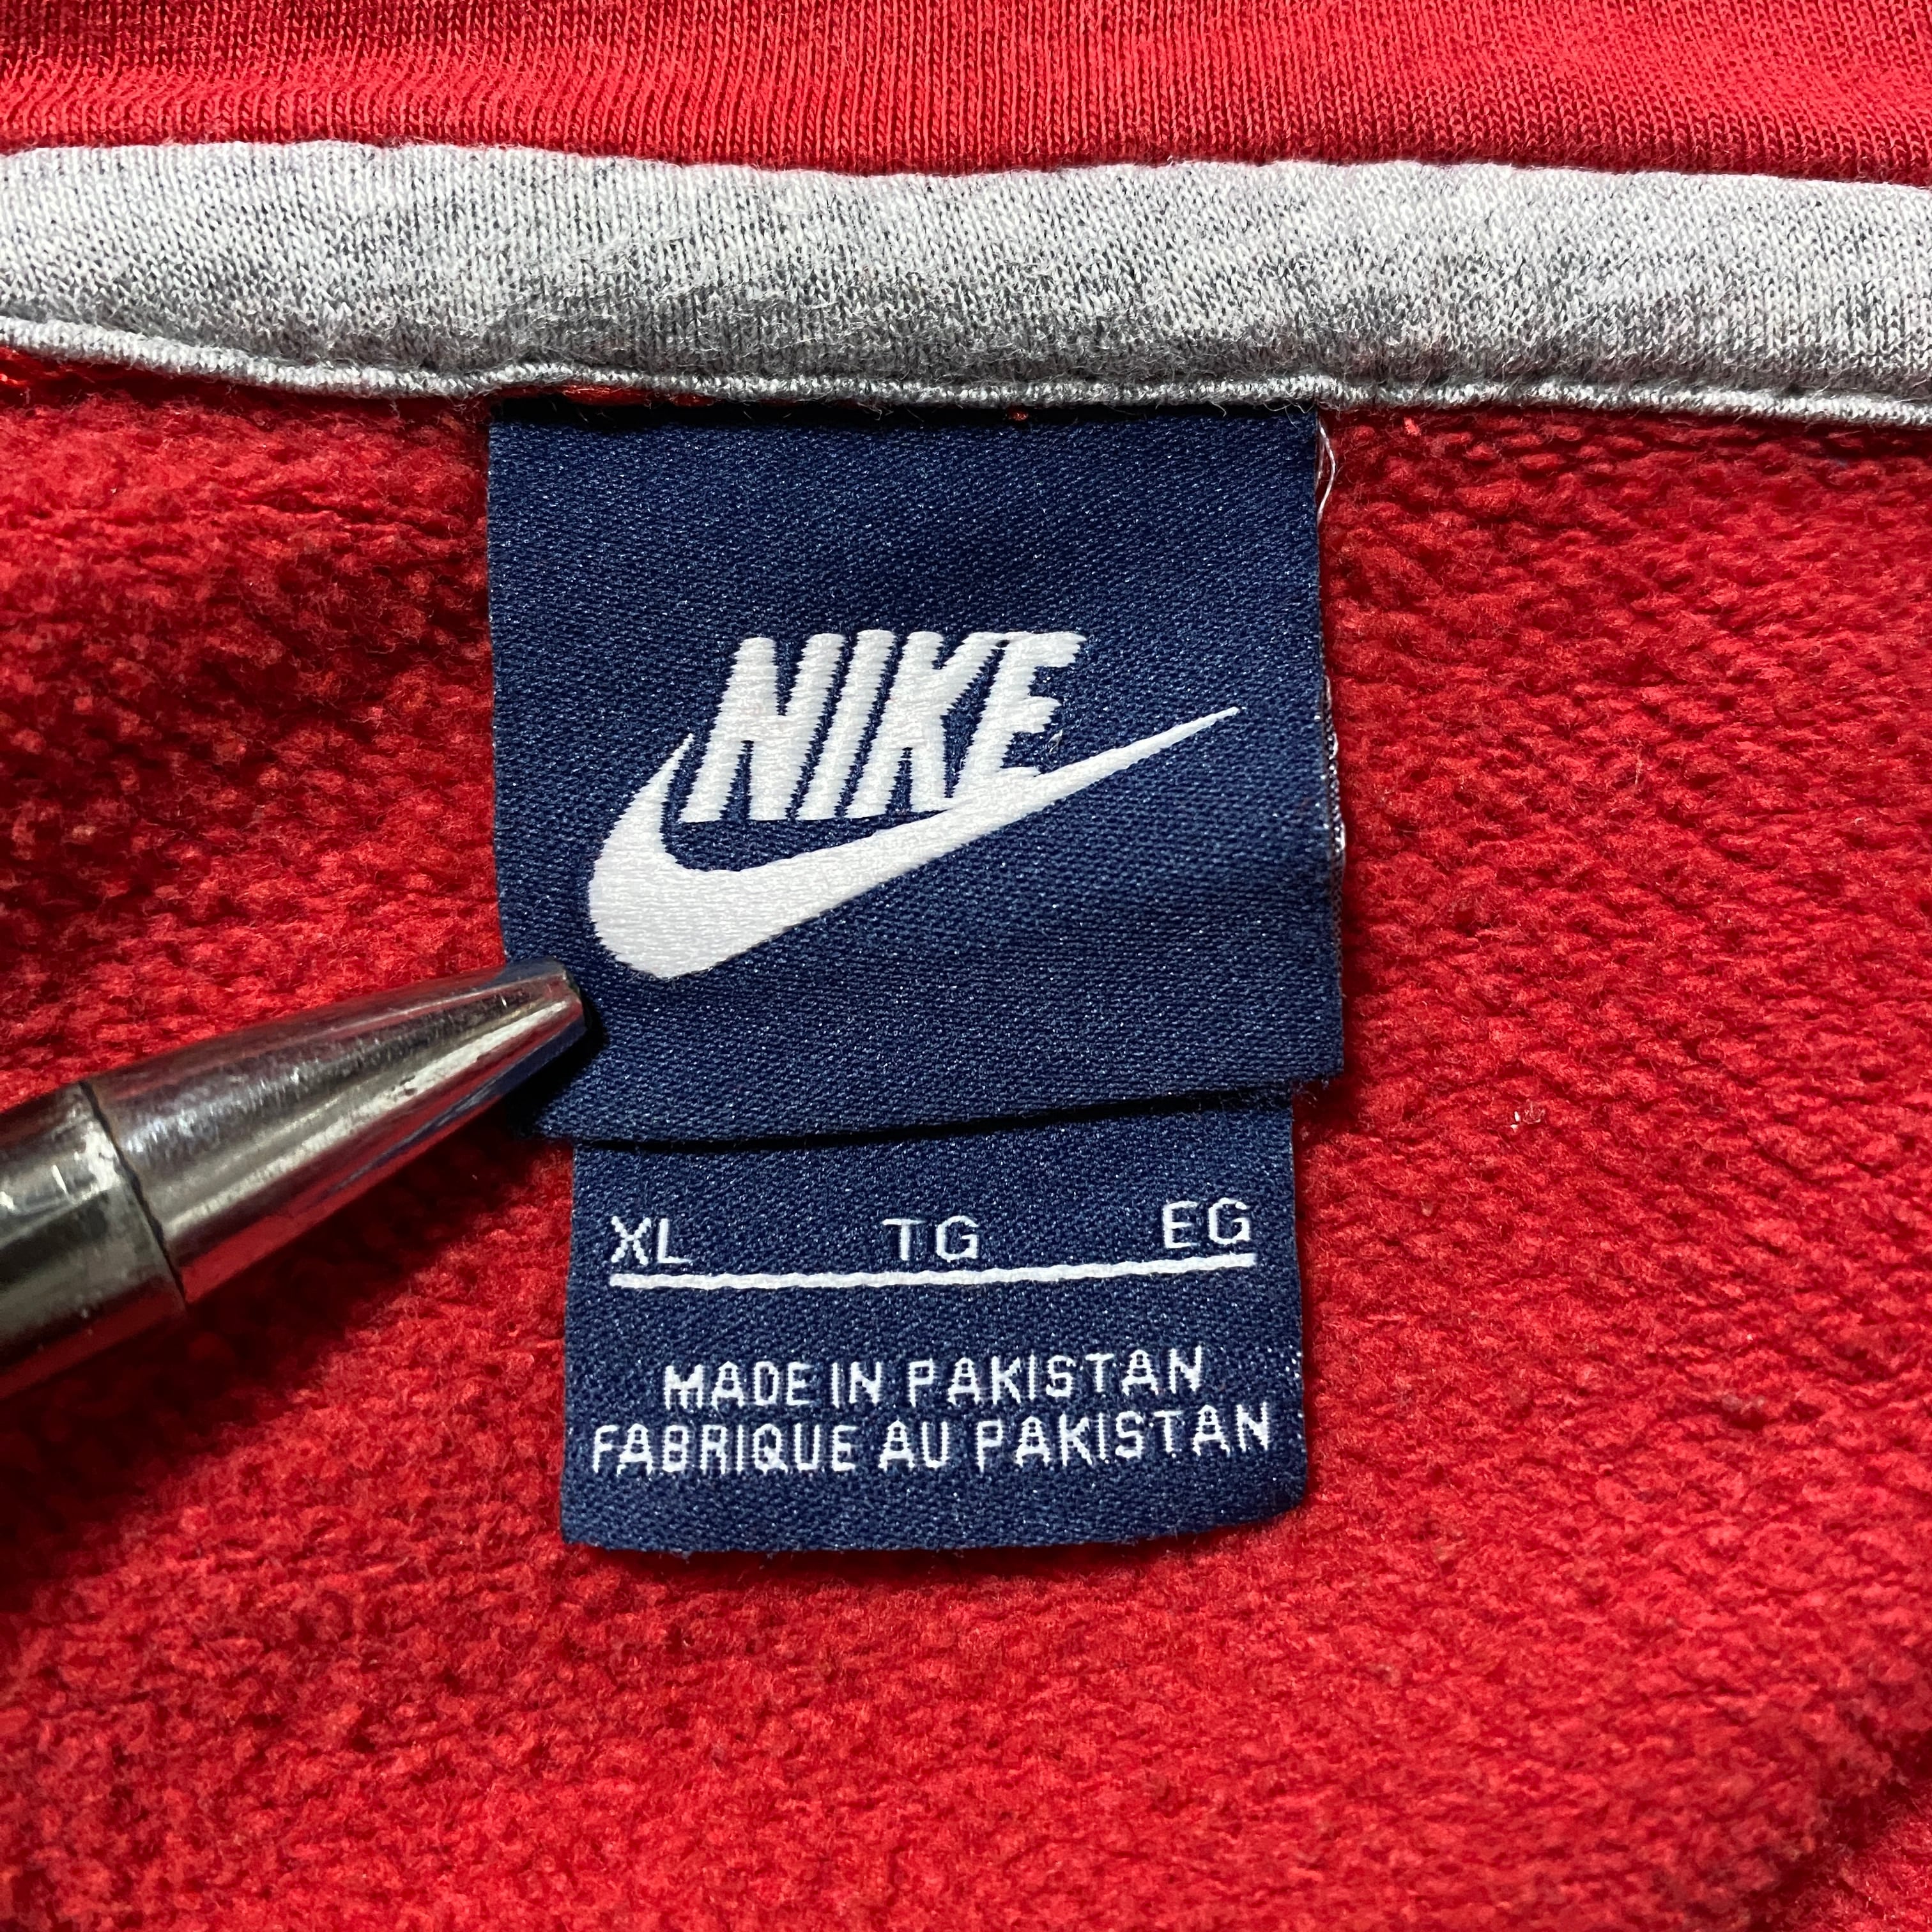 NIKE
XL TG EG
MADE IN PAKISTAN
FABRIQUE AU PAKISTAN